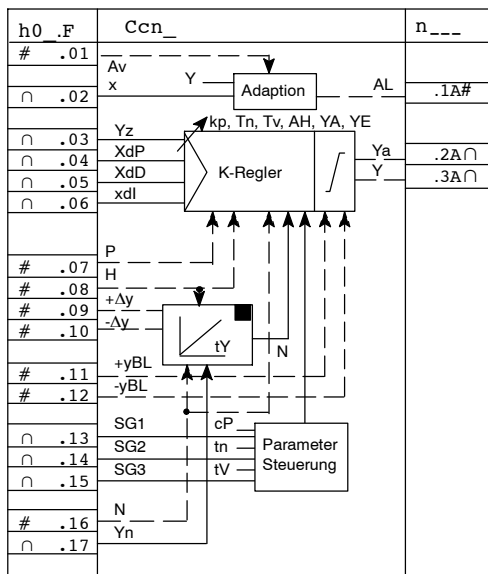 h0_.F Ccn_ n___
# .01
Av
∩ .02 x Y Adaption AL .1A#
kp, Tn, Tv, AH, YA, YE
∩ .03 Yz
∩ .04 XdP K-Regler Ya .2A∩
∩ .05 XdD Y .3A∩
∩ .06 xdI
# .07 P
# .08 H
# .09 +Δy
# .10 -Δy
tY N
# .11 +yBL
# .12 -yBL
∩ .13 SG1 cP
∩ .14 SG2 tn Parameter
∩ .15 SG3 tV Steuerung
# .16 N
∩ .17 Yn